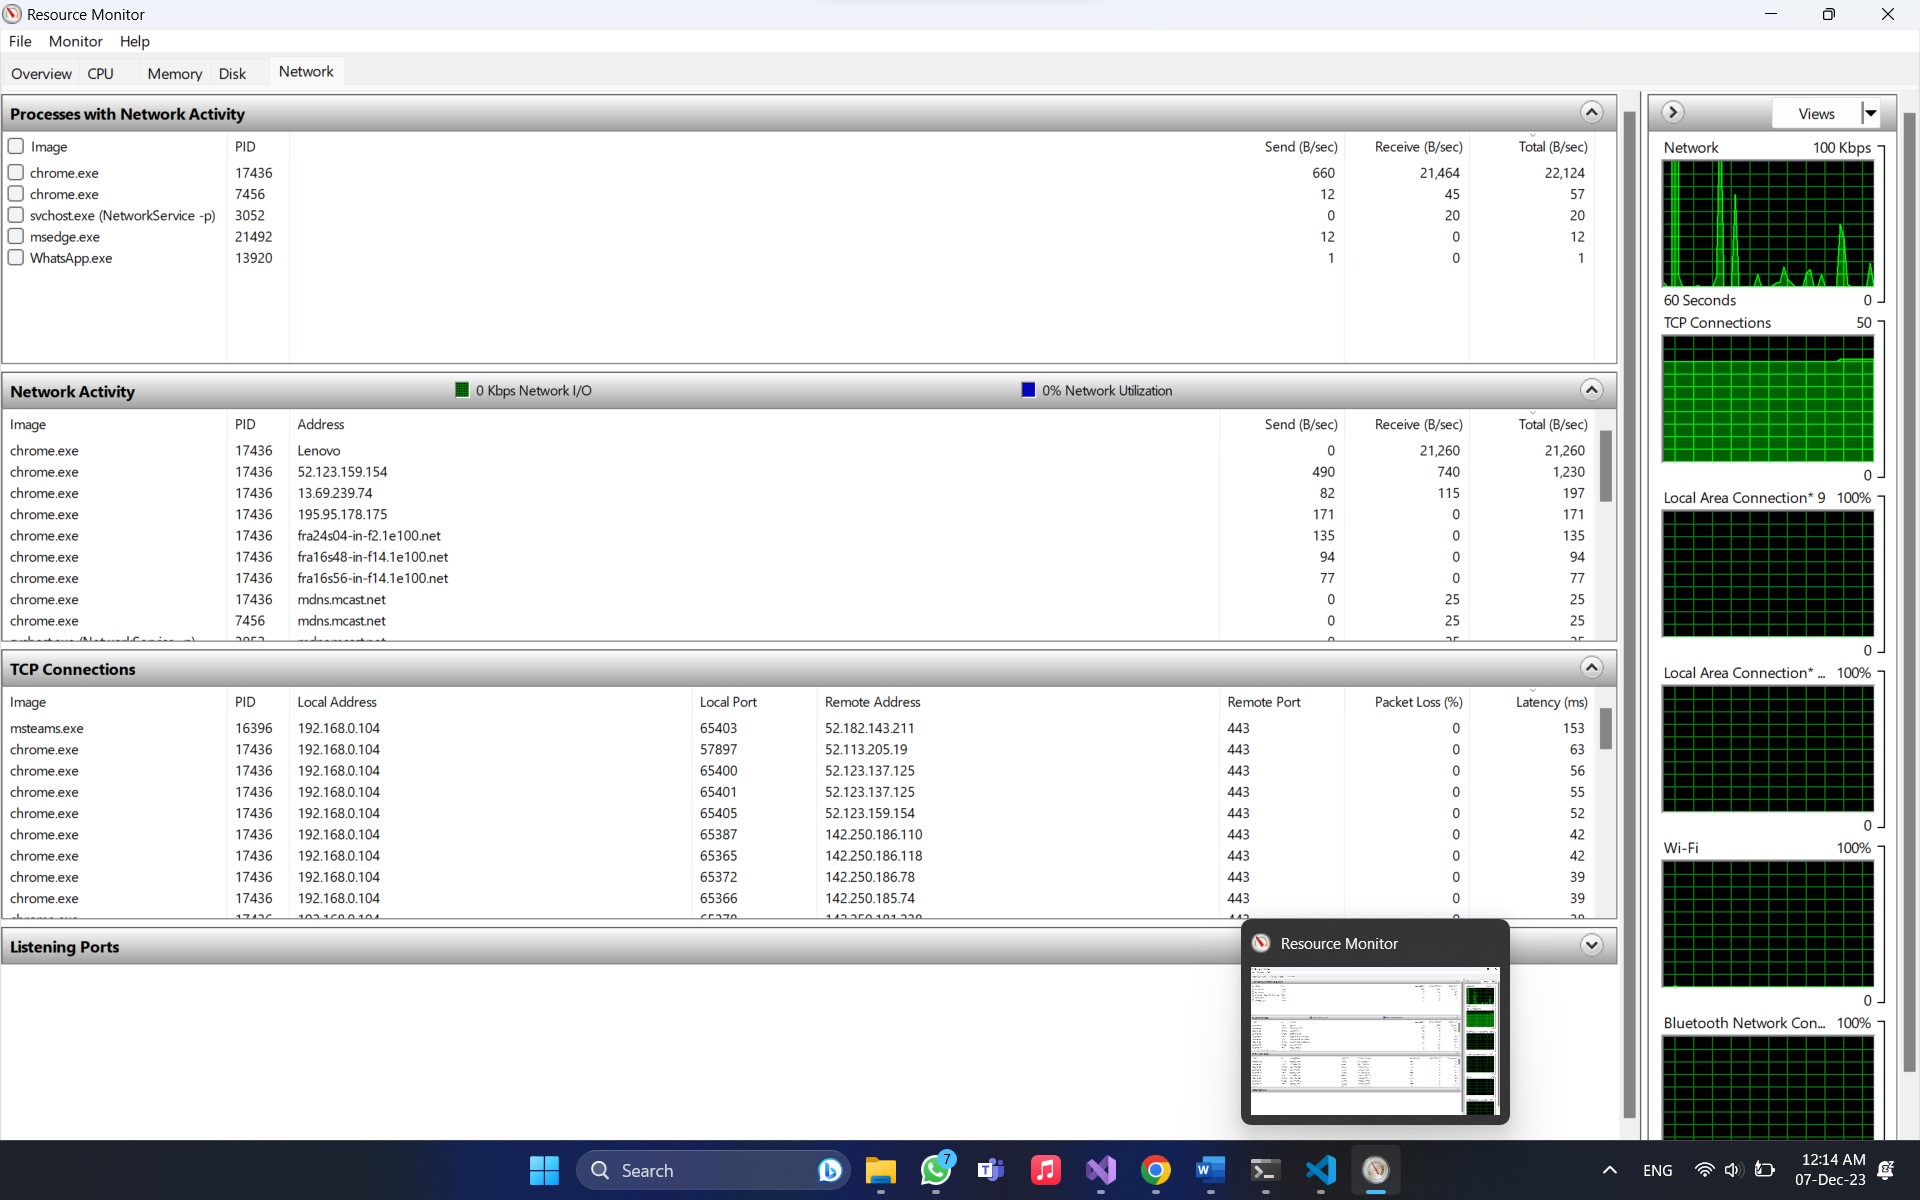 Resource Monitor
File Monitor Help
Overview CPU Memory Disk Network
Processes with Network Activity
Image PID Send (B/sec) Receive (B/sec) Total (B/sec)
chrome.exe 17436 660 21,464 22,124
chrome.exe 7456 12 45 57
svchost.exe (NetworkService -p) 3052 0 20 20
msedge.exe 21492 12 0 12
WhatsApp.exe 13920 1 0 1
Network Activity 0 Kbps Network I/O 0% Network Utilization
Image PID Address Send (B/sec) Receive (B/sec) Total (B/sec)
chrome.exe 17436 Lenovo 0 21,260 21,260
chrome.exe 17436 52.123.159.154 490 740 1,230
chrome.exe 17436 13.69.239.74 82 115 197
chrome.exe 17436 195.95.178.175 171 0 171
chrome.exe 17436 fra24s04-in-f2.1e100.net 135 0 135
chrome.exe 17436 fra16s48-in-f14.1e100.net 94 0 94
chrome.exe 17436 fra16s56-in-f14.1e100.net 77 0 77
chrome.exe 17436 mdns.mcast.net 0 25 25
chrome.exe 7456 mdns.mcast.net 0 25 25
TCP Connections
Image PID Local Address Local Port Remote Address Remote Port Packet Loss (%) Latency (ms)
msteams.exe 16396 192.168.0.104 65403 52.182.143.211 443 0 153
chrome.exe 17436 192.168.0.104 57897 52.113.205.19 443 0 63
chrome.exe 17436 192.168.0.104 65400 52.123.137.125 443 0 56
chrome.exe 17436 192.168.0.104 65401 52.123.137.125 443 0 55
chrome.exe 17436 192.168.0.104 65405 52.123.159.154 443 0 52
chrome.exe 17436 192.168.0.104 65387 142.250.186.110 443 0 42
chrome.exe 17436 192.168.0.104 65365 142.250.186.118 443 0 42
chrome.exe 17436 192.168.0.104 65372 142.250.186.78 443 0 39
chrome.exe 17436 192.168.0.104 65366 142.250.185.74 443 0 39
Listening Ports
Views
Network 100 Kbps
60 Seconds 0
TCP Connections 50
0
Local Area Connection* 9 100%
0
Local Area Connection* ... 100%
0
Wi-Fi 100%
0
Bluetooth Network Con... 100%
Resource Monitor
Search
7
ENG
12:14 AM
07-Dec-23